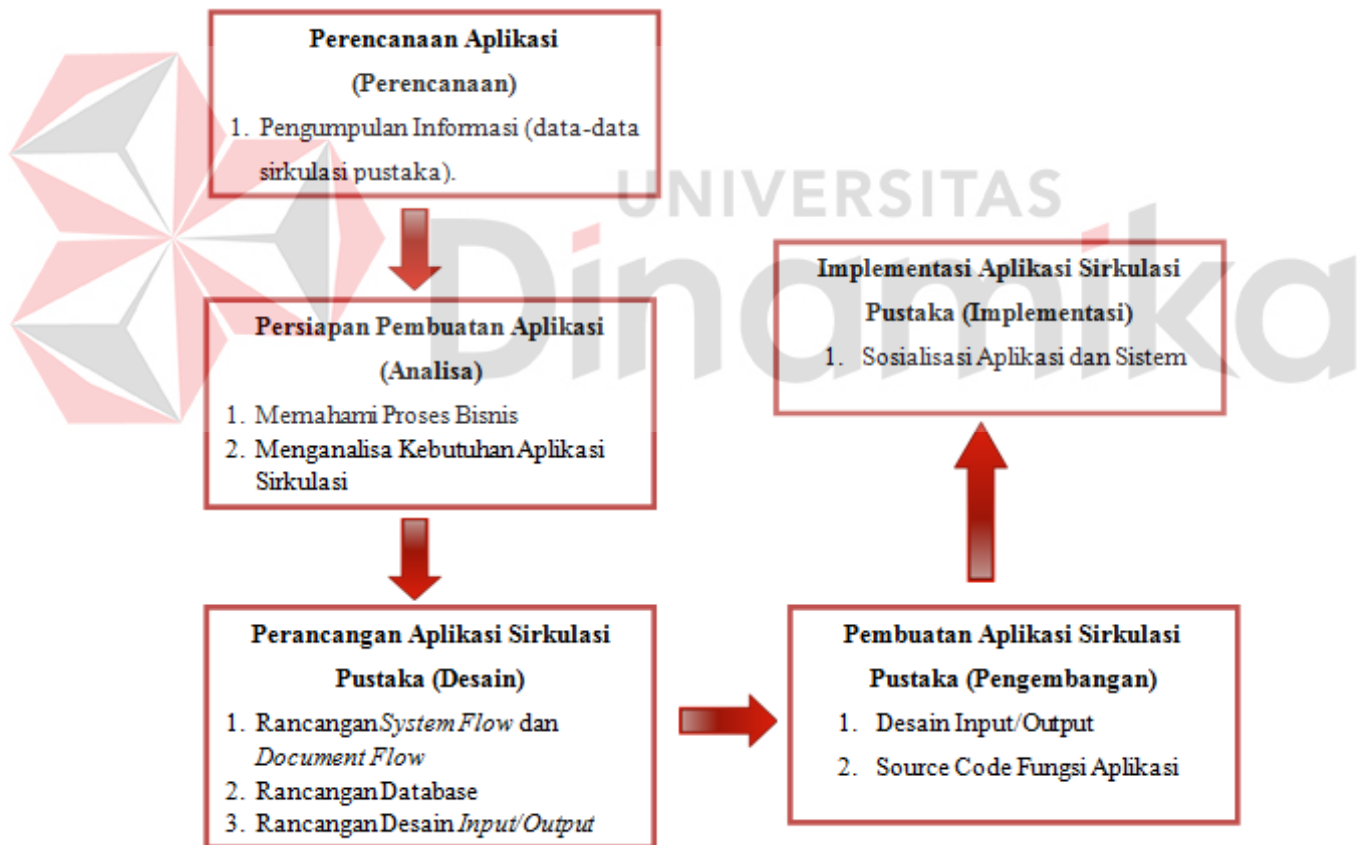 Perencanaan Aplikasi
(Perencanaan)
1. Pengumpulan Informasi (data-data
sirkulasi pustaka).
Persiapan Pembuatan Aplikasi
(Analisa)
1. Memahami Proses Bisnis
2. Menganalisa Kebutuhan Aplikasi
Sirkulasi
Perancangan Aplikasi Sirkulasi
Pustaka (Desain)
1. Rancangan System Flow dan
Document Flow
2. Rancangan Database
3. Rancangan Desain Input/Output
Pembuatan Aplikasi Sirkulasi
Pustaka (Pengembangan)
1. Desain Input/Output
2. Source Code Fungsi Aplikasi
Implementasi Aplikasi Sirkulasi
Pustaka (Implementasi)
1. Sosialisasi Aplikasi dan Sistem
UNIVERSITAS
Dinamika